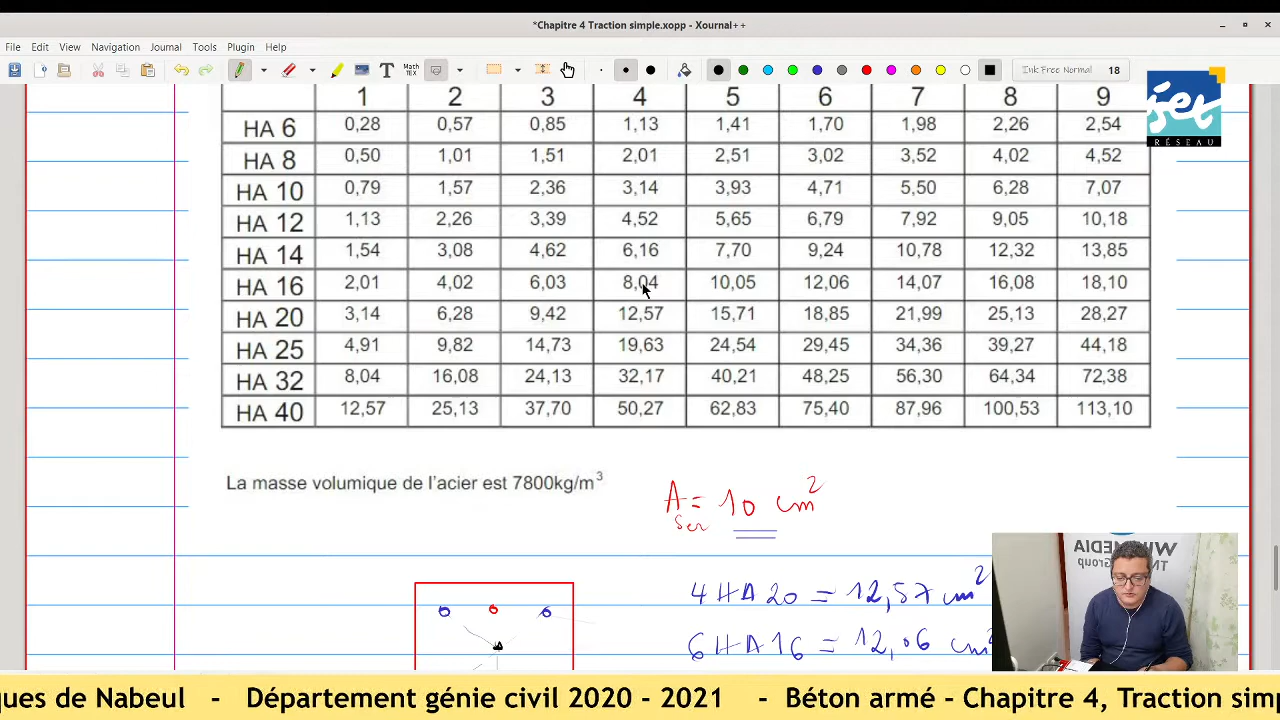 *Chapitre 4 Traction simple.xopp - Xournal++
File Edit View Navigation Journal Tools Plugin Help
Math TEX T Ink Free Normal 18
iset
RÉSEAU
1 2 3 4 5 6 7 8 9
HA 6 0,28 0,57 0,85 1,13 1,41 1,70 1,98 2,26 2,54
HA 8 0,50 1,01 1,51 2,01 2,51 3,02 3,52 4,02 4,52
HA 10 0,79 1,57 2,36 3,14 3,93 4,71 5,50 6,28 7,07
HA 12 1,13 2,26 3,39 4,52 5,65 6,79 7,92 9,05 10,18
HA 14 1,54 3,08 4,62 6,16 7,70 9,24 10,78 12,32 13,85
HA 16 2,01 4,02 6,03 8,04 10,05 12,06 14,07 16,08 18,10
HA 20 3,14 6,28 9,42 12,57 15,71 18,85 21,99 25,13 28,27
HA 25 4,91 9,82 14,73 19,63 24,54 29,45 34,36 39,27 44,18
HA 32 8,04 16,08 24,13 32,17 40,21 48,25 56,30 64,34 72,38
HA 40 12,57 25,13 37,70 50,27 62,83 75,40 87,96 100,53 113,10
La masse volumique de l'acier est 7800kg/m³
A ser = 10 cm²
4 HA 20 = 12,57 cm²
6 HA 16 = 12,06 cm²
ques de Nabeul - Département génie civil 2020 - 2021 - Béton armé - Chapitre 4, Traction simp